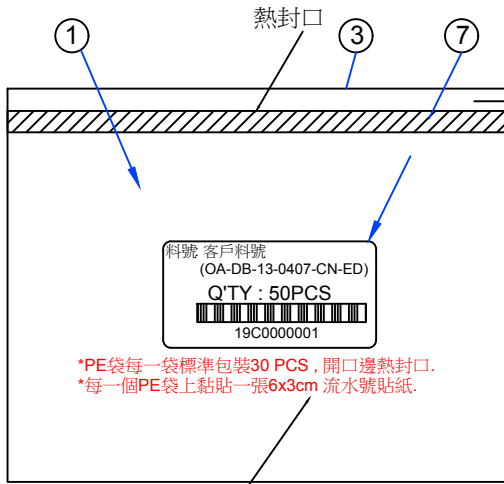 熱封口
1
3
7
料號 客戶料號
(OA-DB-13-0407-CN-ED)
Q'TY : 50PCS
19C0000001
*PE袋每一袋標準包裝30 PCS , 開口邊熱封口.
*每一個PE袋上黏貼一張6x3cm 流水號貼紙.